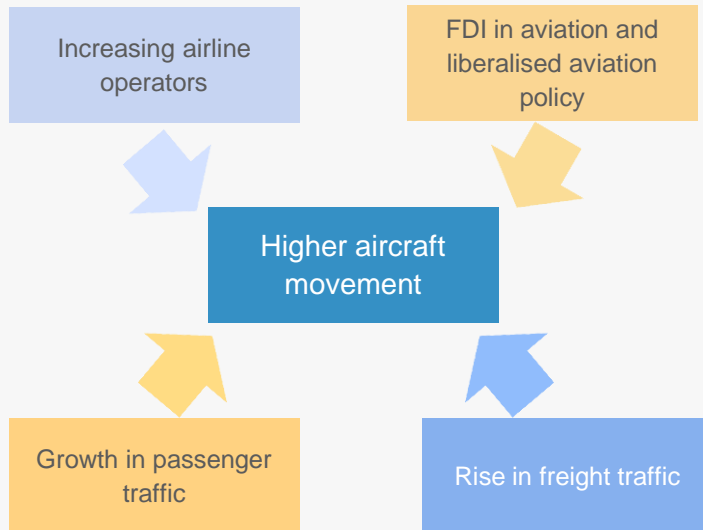 Increasing airline
operators
FDI in aviation and
liberalised aviation
policy
Higher aircraft
movement
Growth in passenger
traffic
Rise in freight traffic